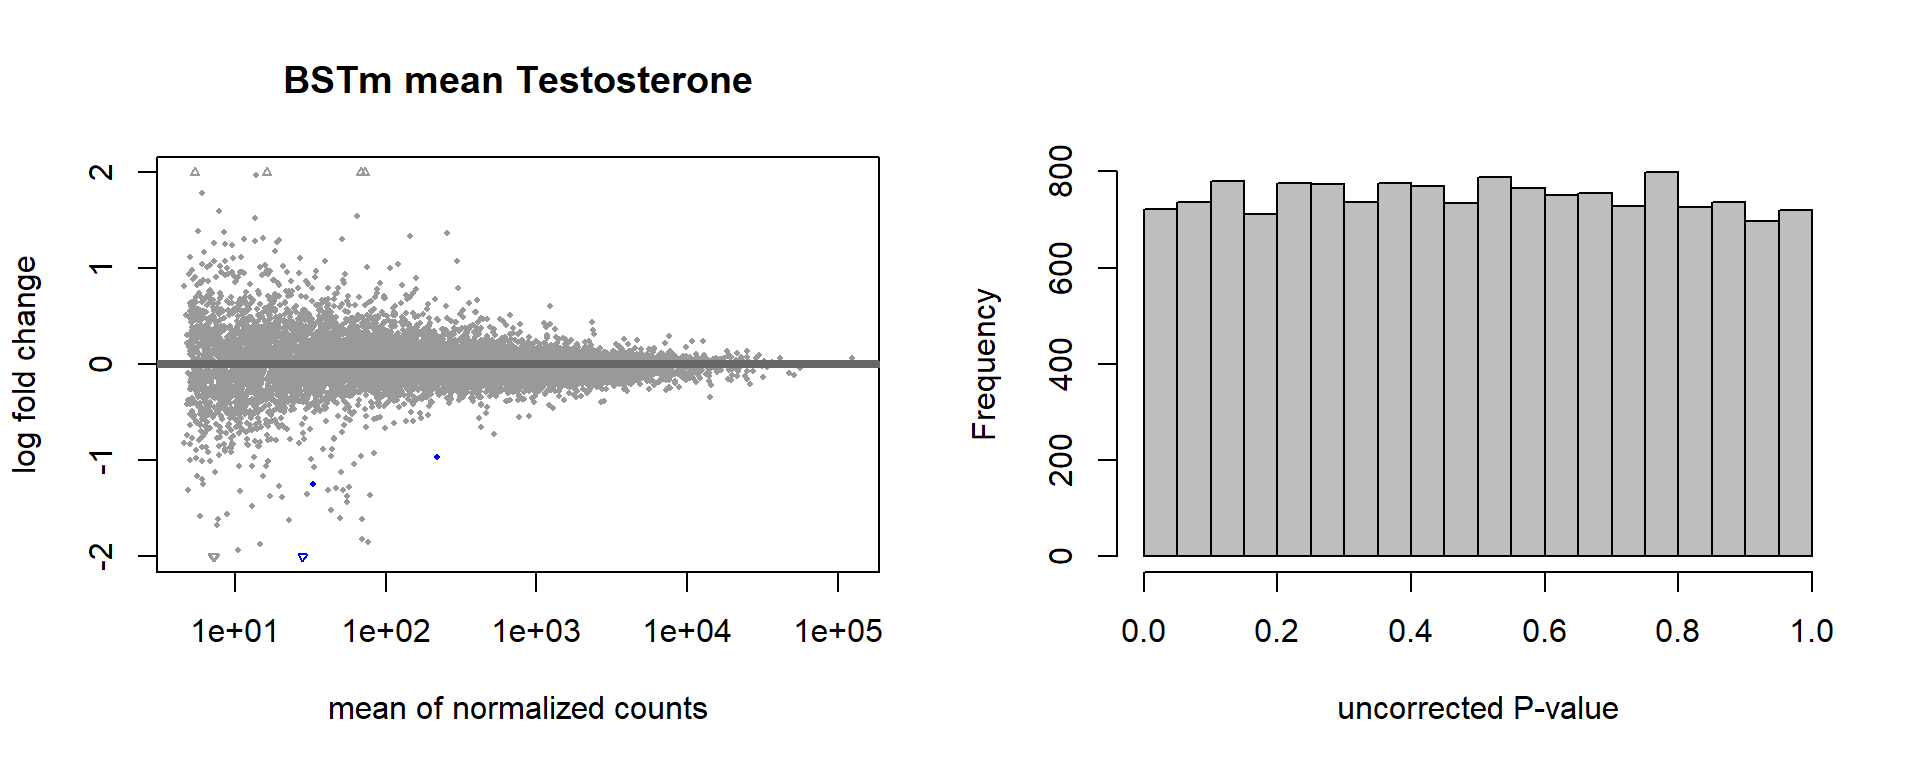 BSTm mean Testosterone
log fold change
2
1
0
-1
-2
1e+01 1e+02 1e+03 1e+04 1e+05
mean of normalized counts
Frequency
800
600
400
200
0
0.0 0.2 0.4 0.6 0.8 1.0
uncorrected P-value